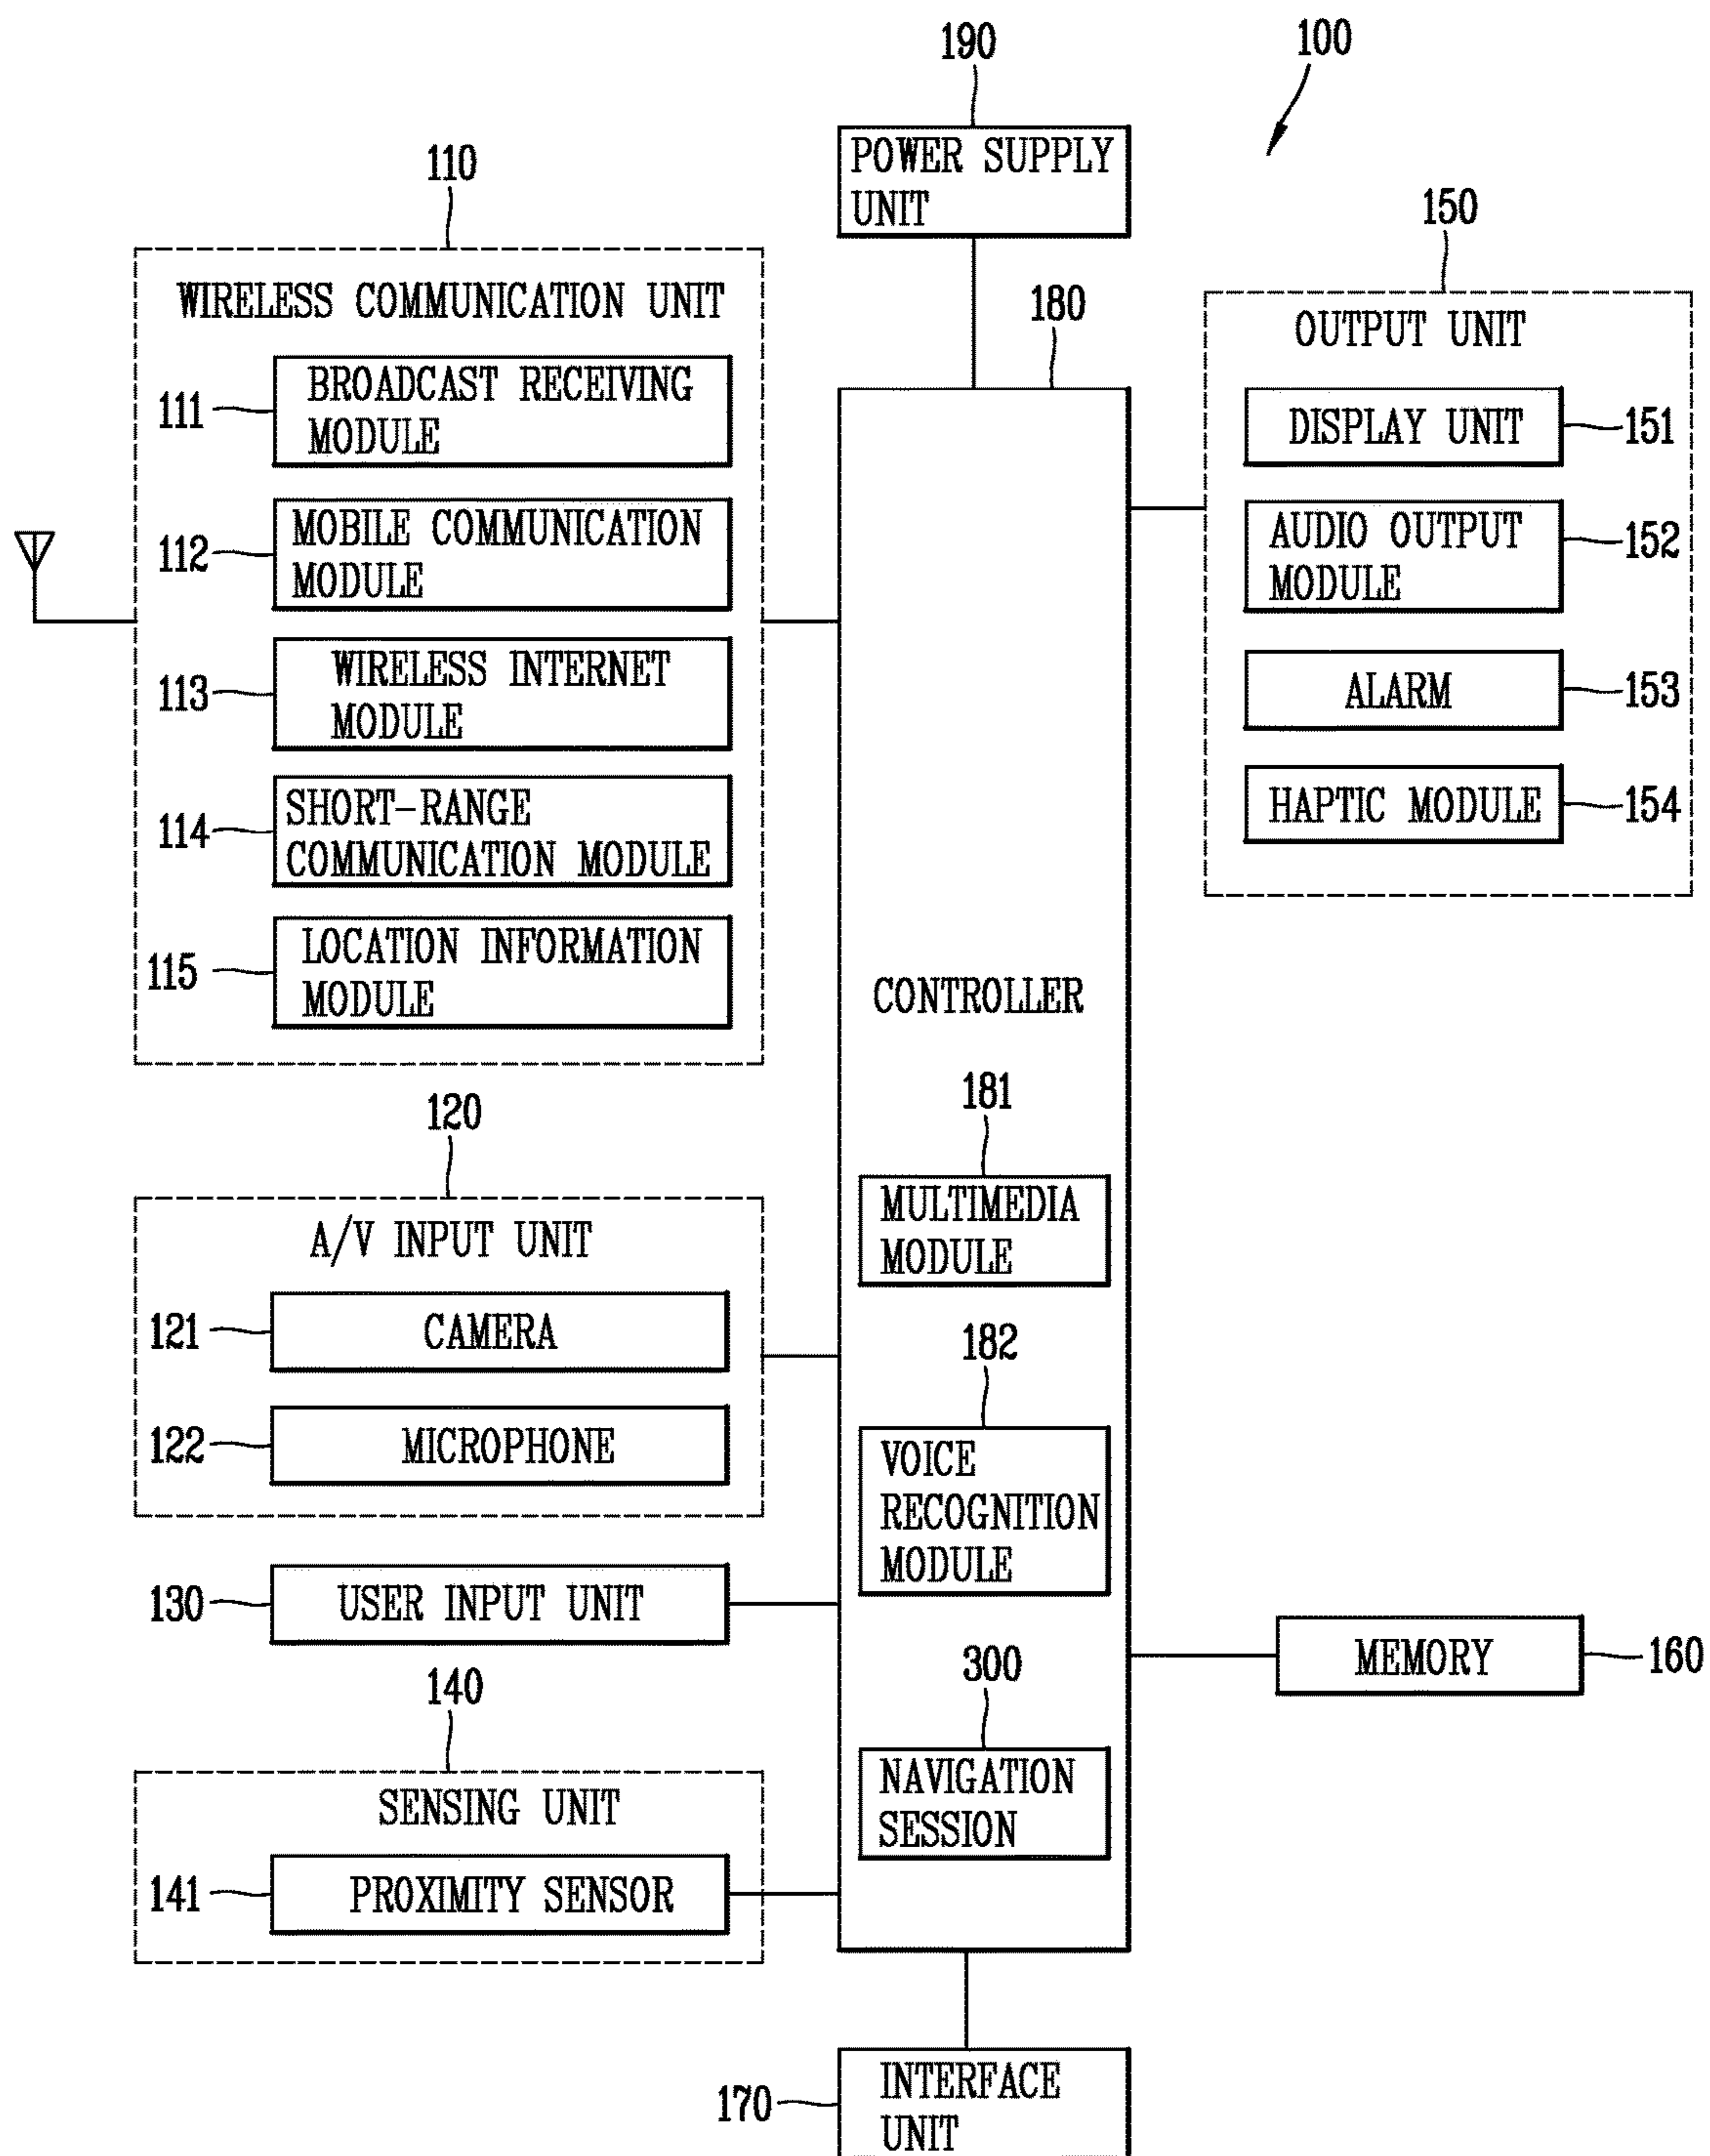 190
100
POWER SUPPLY
UNIT
110
WIRELESS COMMUNICATION UNIT
111
BROADCAST RECEIVING
MODULE
112
MOBILE COMMUNICATION
MODULE
113
WIRELESS INTERNET
MODULE
114
SHORT-RANGE
COMMUNICATION MODULE
115
LOCATION INFORMATION
MODULE
120
A/V INPUT UNIT
121
CAMERA
122
MICROPHONE
130
USER INPUT UNIT
140
SENSING UNIT
141
PROXIMITY SENSOR
180
CONTROLLER
181
MULTIMEDIA
MODULE
182
VOICE
RECOGNITION
MODULE
300
NAVIGATION
SESSION
150
OUTPUT UNIT
DISPLAY UNIT
151
AUDIO OUTPUT
MODULE
152
ALARM
153
HAPTIC MODULE
154
MEMORY
160
170
INTERFACE
UNIT